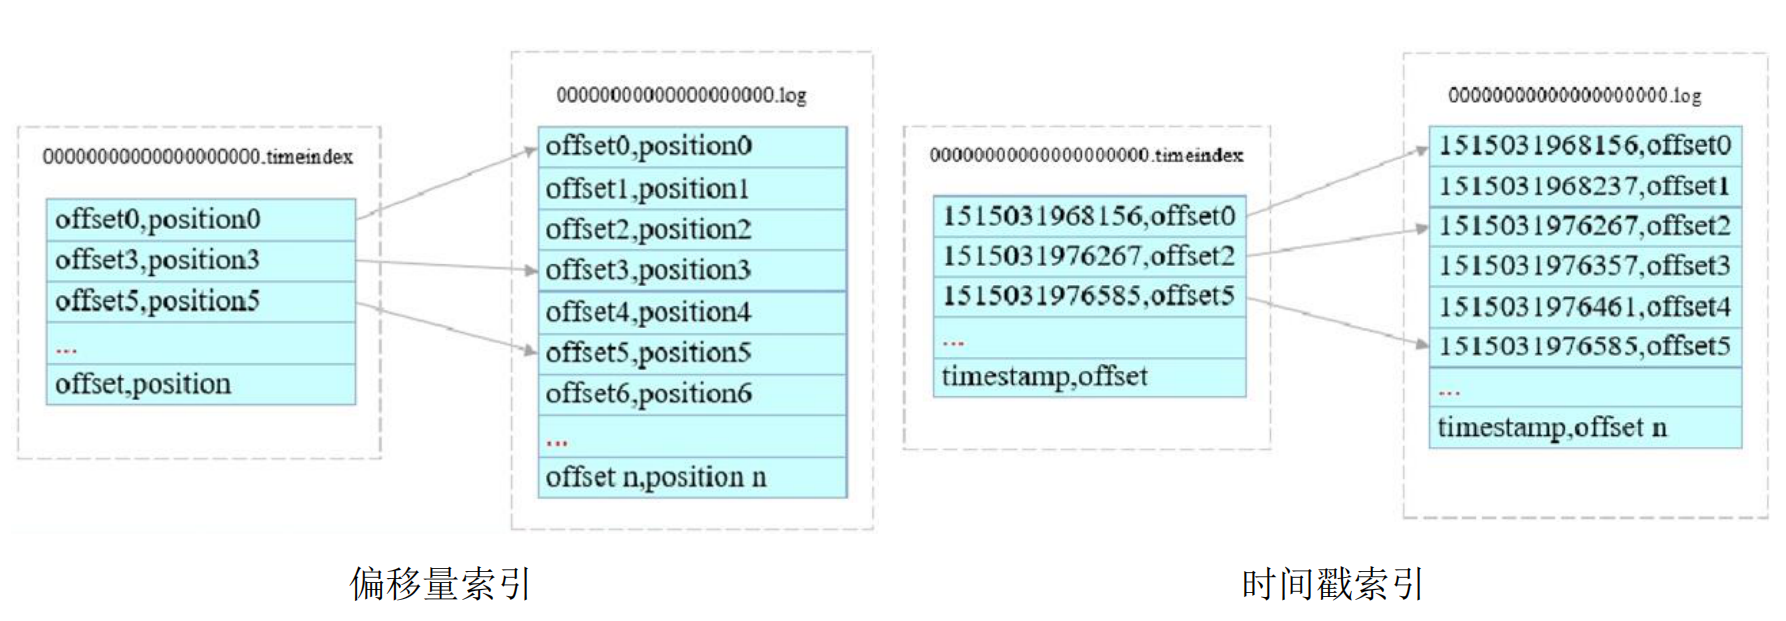 00000000000000000000.timeindex
offset0,position0
offset3,position3
offset5,position5
...
offset,position
00000000000000000000.log
offset0,position0
offset1,position1
offset2,position2
offset3,position3
offset4,position4
offset5,position5
offset6,position6
...
offset n,position n
偏移量索引
00000000000000000000.timeindex
1515031968156,offset0
1515031976267,offset2
1515031976585,offset5
...
timestamp,offset
00000000000000000000.log
1515031968156,offset0
1515031968237,offset1
1515031976267,offset2
1515031976357,offset3
1515031976461,offset4
1515031976585,offset5
...
timestamp,offset n
时间戳索引